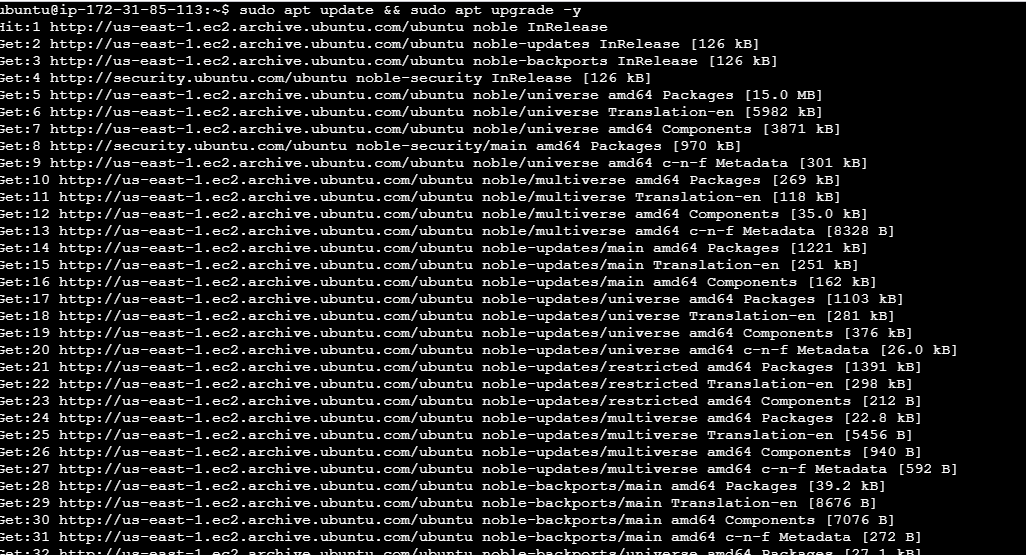 ubuntu@ip-172-31-85-113:~$ sudo apt update && sudo apt upgrade -y
Hit:1 http://us-east-1.ec2.archive.ubuntu.com/ubuntu noble InRelease
Get:2 http://us-east-1.ec2.archive.ubuntu.com/ubuntu noble-updates InRelease [126 kB]
Get:3 http://us-east-1.ec2.archive.ubuntu.com/ubuntu noble-backports InRelease [126 kB]
Get:4 http://security.ubuntu.com/ubuntu noble-security InRelease [126 kB]
Get:5 http://us-east-1.ec2.archive.ubuntu.com/ubuntu noble/universe amd64 Packages [15.0 MB]
Get:6 http://us-east-1.ec2.archive.ubuntu.com/ubuntu noble/universe Translation-en [5982 kB]
Get:7 http://us-east-1.ec2.archive.ubuntu.com/ubuntu noble/universe amd64 Components [3871 kB]
Get:8 http://security.ubuntu.com/ubuntu noble-security/main amd64 Packages [970 kB]
Get:9 http://us-east-1.ec2.archive.ubuntu.com/ubuntu noble/universe amd64 c-n-f Metadata [301 kB]
Get:10 http://us-east-1.ec2.archive.ubuntu.com/ubuntu noble/multiverse amd64 Packages [269 kB]
Get:11 http://us-east-1.ec2.archive.ubuntu.com/ubuntu noble/multiverse Translation-en [118 kB]
Get:12 http://us-east-1.ec2.archive.ubuntu.com/ubuntu noble/multiverse amd64 Components [35.0 kB]
Get:13 http://us-east-1.ec2.archive.ubuntu.com/ubuntu noble/multiverse amd64 c-n-f Metadata [8328 B]
Get:14 http://us-east-1.ec2.archive.ubuntu.com/ubuntu noble-updates/main amd64 Packages [1221 kB]
Get:15 http://us-east-1.ec2.archive.ubuntu.com/ubuntu noble-updates/main Translation-en [251 kB]
Get:16 http://us-east-1.ec2.archive.ubuntu.com/ubuntu noble-updates/main amd64 Components [162 kB]
Get:17 http://us-east-1.ec2.archive.ubuntu.com/ubuntu noble-updates/universe amd64 Packages [1103 kB]
Get:18 http://us-east-1.ec2.archive.ubuntu.com/ubuntu noble-updates/universe Translation-en [281 kB]
Get:19 http://us-east-1.ec2.archive.ubuntu.com/ubuntu noble-updates/universe amd64 Components [376 kB]
Get:20 http://us-east-1.ec2.archive.ubuntu.com/ubuntu noble-updates/universe amd64 c-n-f Metadata [26.0 kB]
Get:21 http://us-east-1.ec2.archive.ubuntu.com/ubuntu noble-updates/restricted amd64 Packages [1391 kB]
Get:22 http://us-east-1.ec2.archive.ubuntu.com/ubuntu noble-updates/restricted Translation-en [298 kB]
Get:23 http://us-east-1.ec2.archive.ubuntu.com/ubuntu noble-updates/restricted amd64 Components [212 B]
Get:24 http://us-east-1.ec2.archive.ubuntu.com/ubuntu noble-updates/multiverse amd64 Packages [22.8 kB]
Get:25 http://us-east-1.ec2.archive.ubuntu.com/ubuntu noble-updates/multiverse Translation-en [5456 B]
Get:26 http://us-east-1.ec2.archive.ubuntu.com/ubuntu noble-updates/multiverse amd64 Components [940 B]
Get:27 http://us-east-1.ec2.archive.ubuntu.com/ubuntu noble-updates/multiverse amd64 c-n-f Metadata [592 B]
Get:28 http://us-east-1.ec2.archive.ubuntu.com/ubuntu noble-backports/main amd64 Packages [39.2 kB]
Get:29 http://us-east-1.ec2.archive.ubuntu.com/ubuntu noble-backports/main Translation-en [8676 B]
Get:30 http://us-east-1.ec2.archive.ubuntu.com/ubuntu noble-backports/main amd64 Components [7076 B]
Get:31 http://us-east-1.ec2.archive.ubuntu.com/ubuntu noble-backports/main amd64 c-n-f Metadata [272 B]
Get:32 http://us-east-1.ec2.archive.ubuntu.com/ubuntu noble-backports/universe amd64 Packages [27.1 kB]